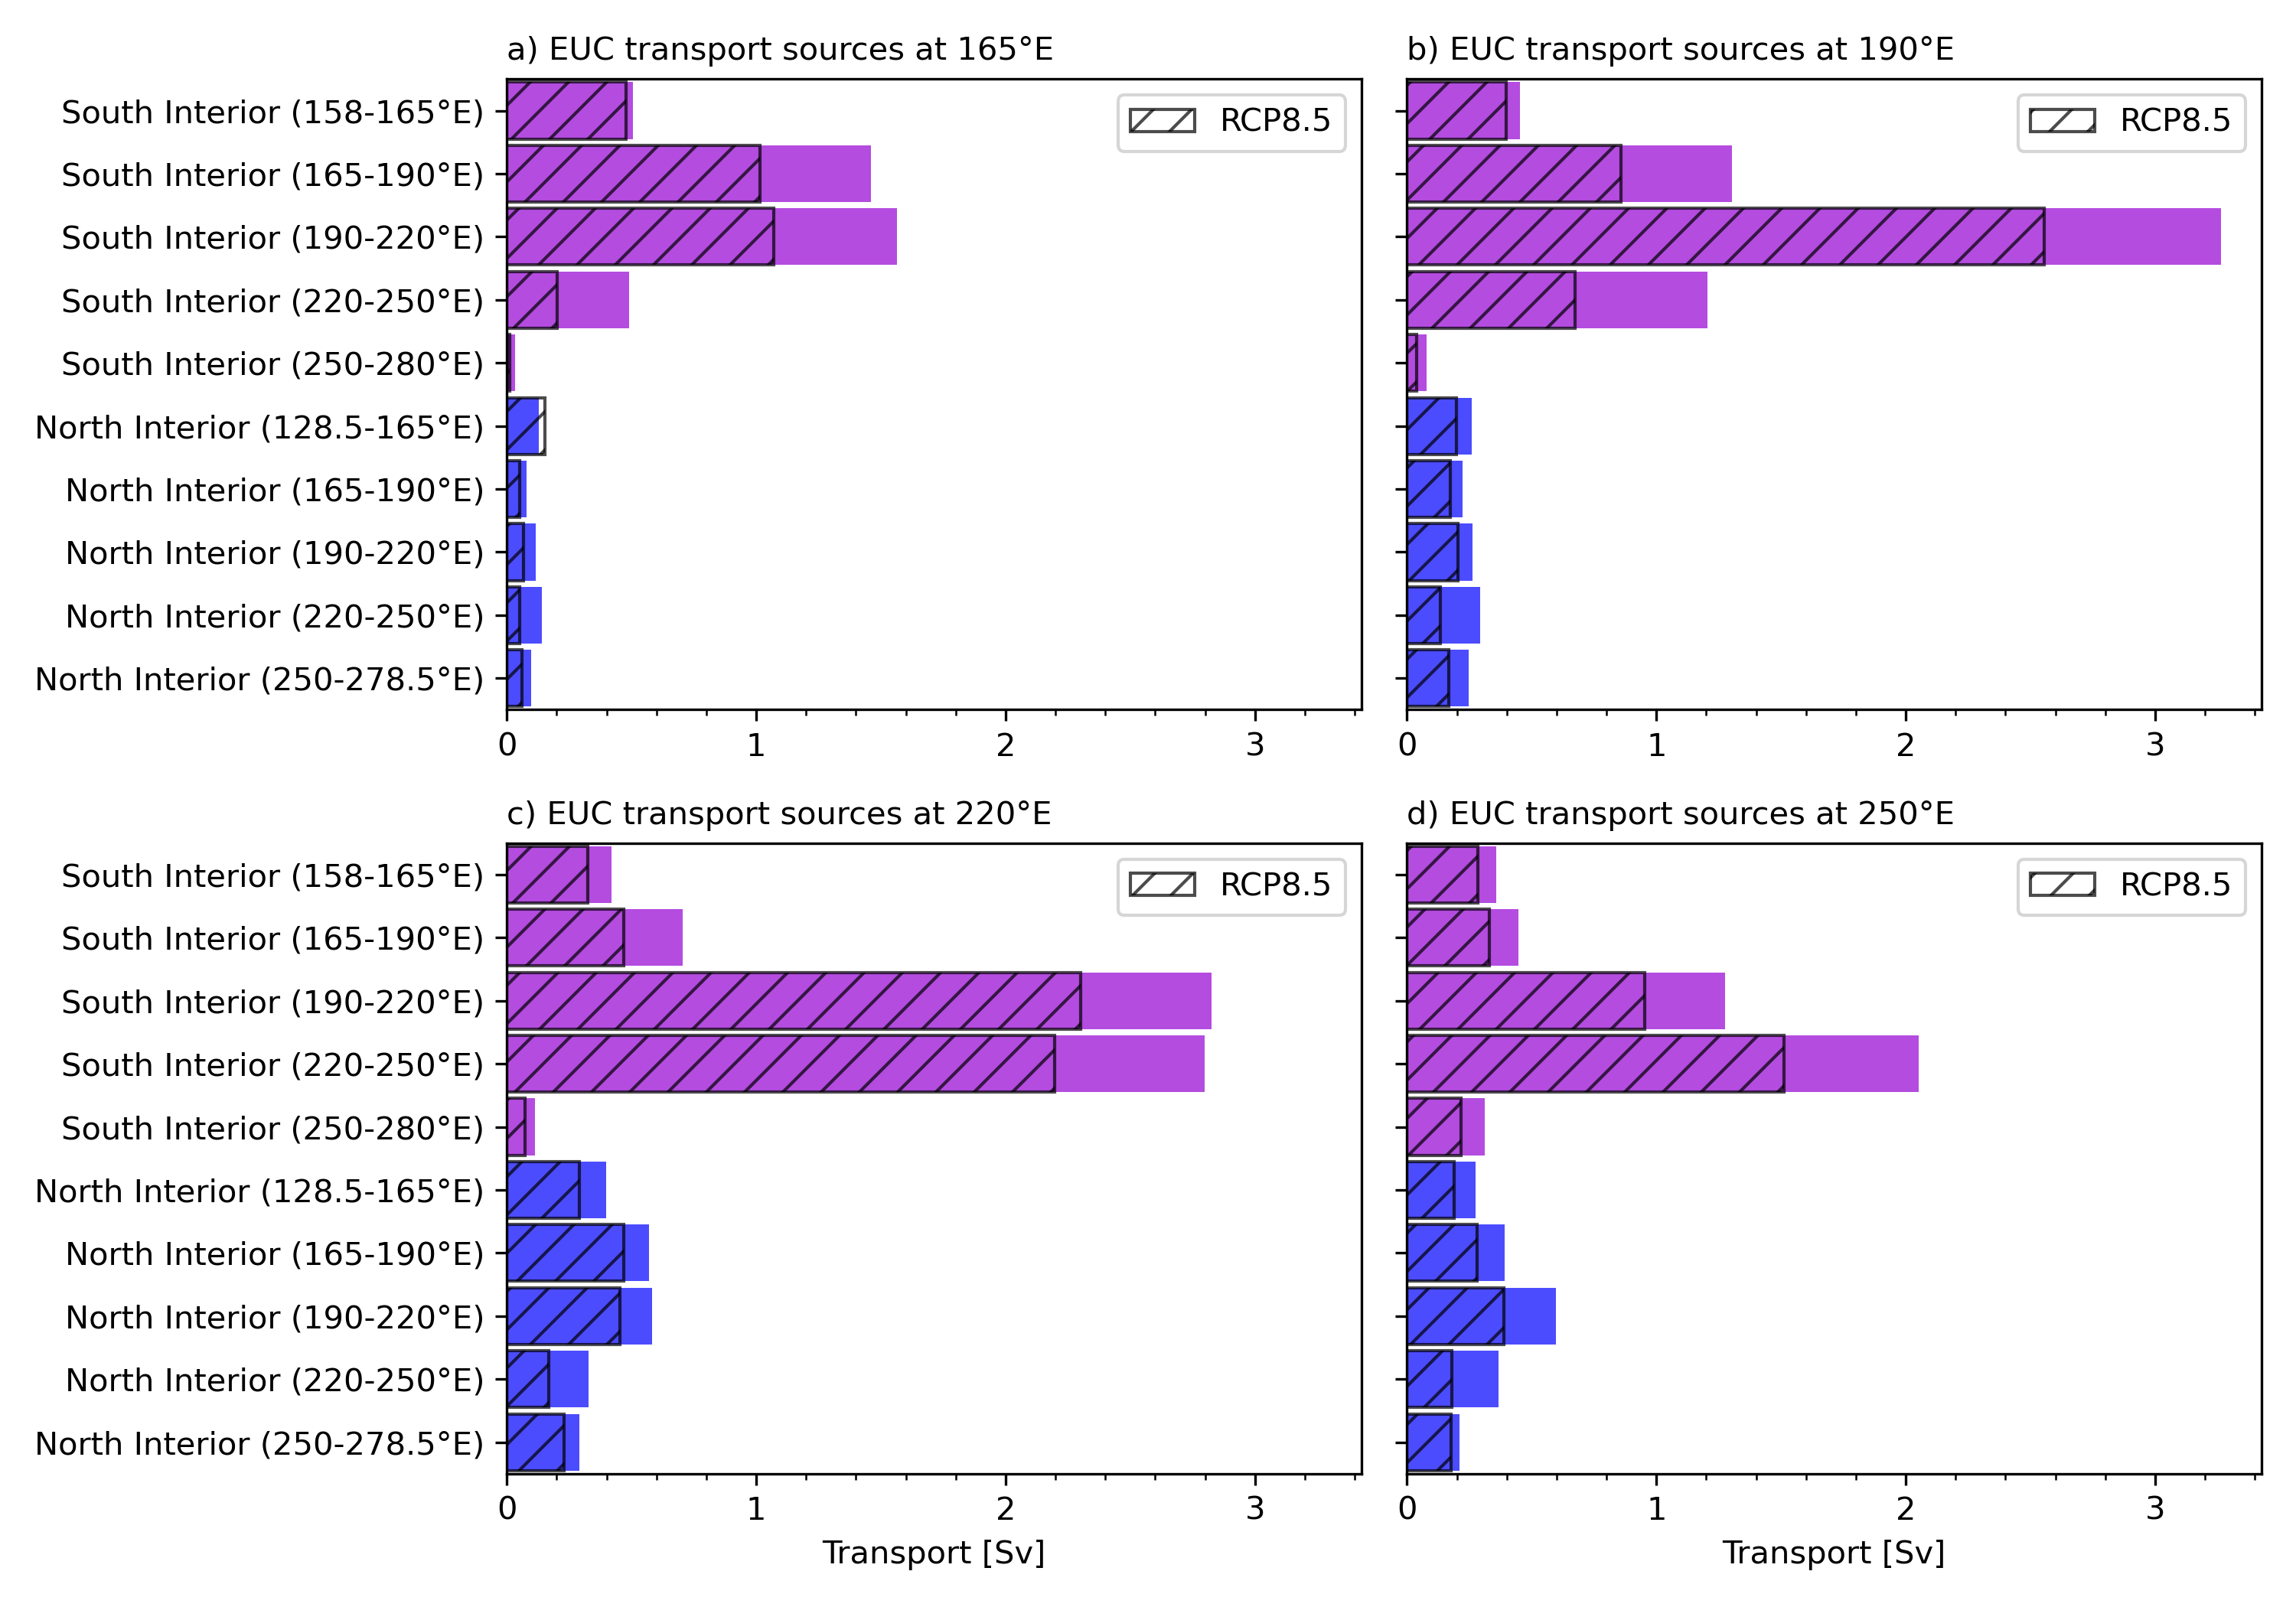 a) EUC transport sources at 165°E
RCP8.5
South Interior (158-165°E)
South Interior (165-190°E)
South Interior (190-220°E)
South Interior (220-250°E)
South Interior (250-280°E)
North Interior (128.5-165°E)
North Interior (165-190°E)
North Interior (190-220°E)
North Interior (220-250°E)
North Interior (250-278.5°E)
0 1 2 3
b) EUC transport sources at 190°E
RCP8.5
0 1 2 3
c) EUC transport sources at 220°E
RCP8.5
South Interior (158-165°E)
South Interior (165-190°E)
South Interior (190-220°E)
South Interior (220-250°E)
South Interior (250-280°E)
North Interior (128.5-165°E)
North Interior (165-190°E)
North Interior (190-220°E)
North Interior (220-250°E)
North Interior (250-278.5°E)
0 1 2 3
Transport [Sv]
d) EUC transport sources at 250°E
RCP8.5
0 1 2 3
Transport [Sv]